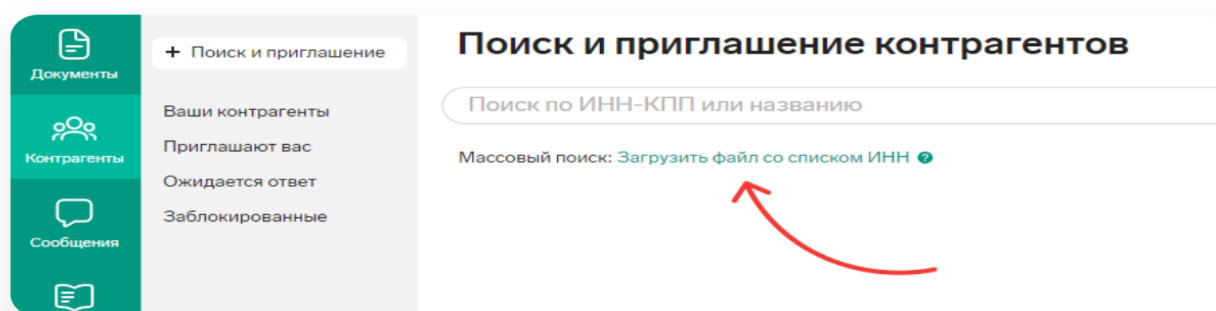 Документы
Контрагенты
Сообщения
+ Поиск и приглашение
Ваши контрагенты
Приглашают вас
Ожидается ответ
Заблокированные
Поиск и приглашение контрагентов
Поиск по ИНН-КПП или названию
Массовый поиск: Загрузить файл со списком ИНН ?